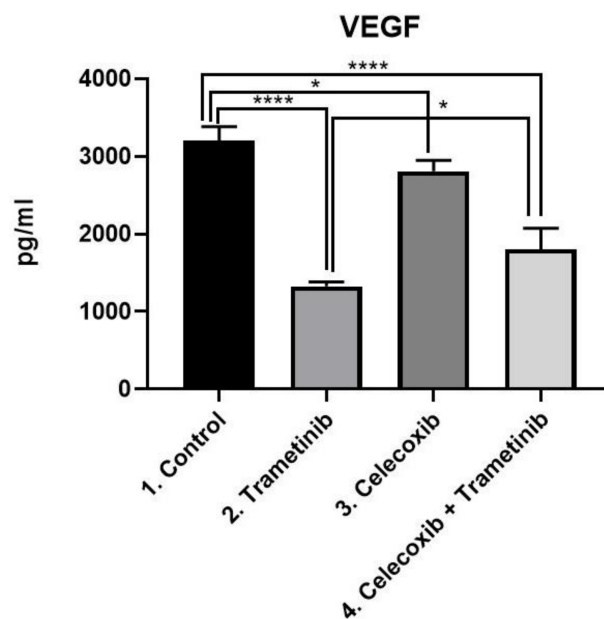 VEGF
****
*
****
*
4000
3000
2000
1000
0
pg/ml
1. Control
2. Trametinib
3. Celecoxib
4. Celecoxib + Trametinib